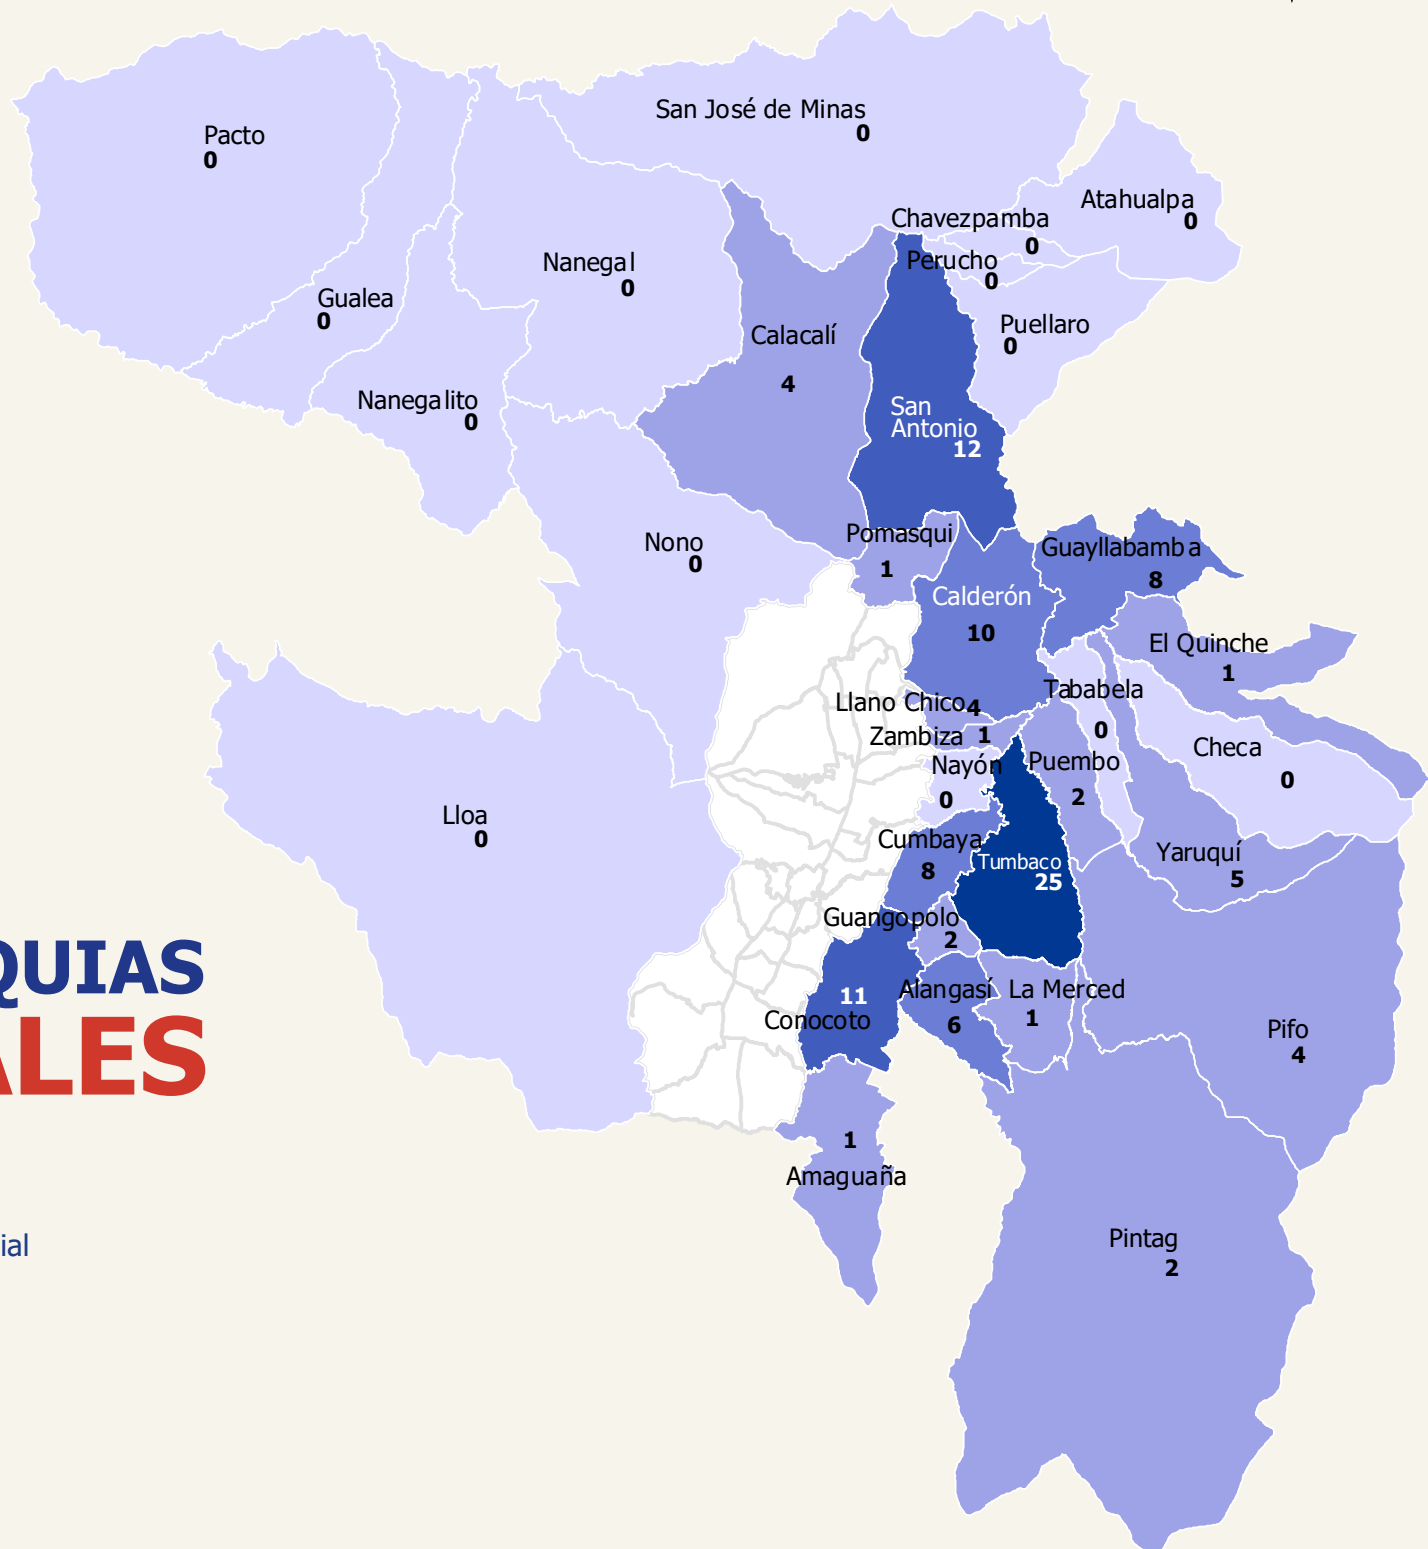 San José de Minas
0
Pacto
0
Atahualpa
0
Chavezpamba
0
Perucho
0
Nanegal
0
Gualea
0
Puellaro
0
Calacalí
4
Nanegalito
0
San
Antonio
12
Pomasqui
1
Guayllabamba
8
Nono
0
Calderón
10
El Quinche
1
Llano Chico 4
Tababela
0
Zambiza 1
Checa
0
Nayón
0
Puembo
2
Lloa
0
Cumbaya
8
Tumbaco
25
Yaruquí
5
Guangopolo
2
QUIAS
ALES
11
Conocoto
Alangasí
6
La Merced
1
Pifo
4
1
Amaguaña
ial
Pintag
2